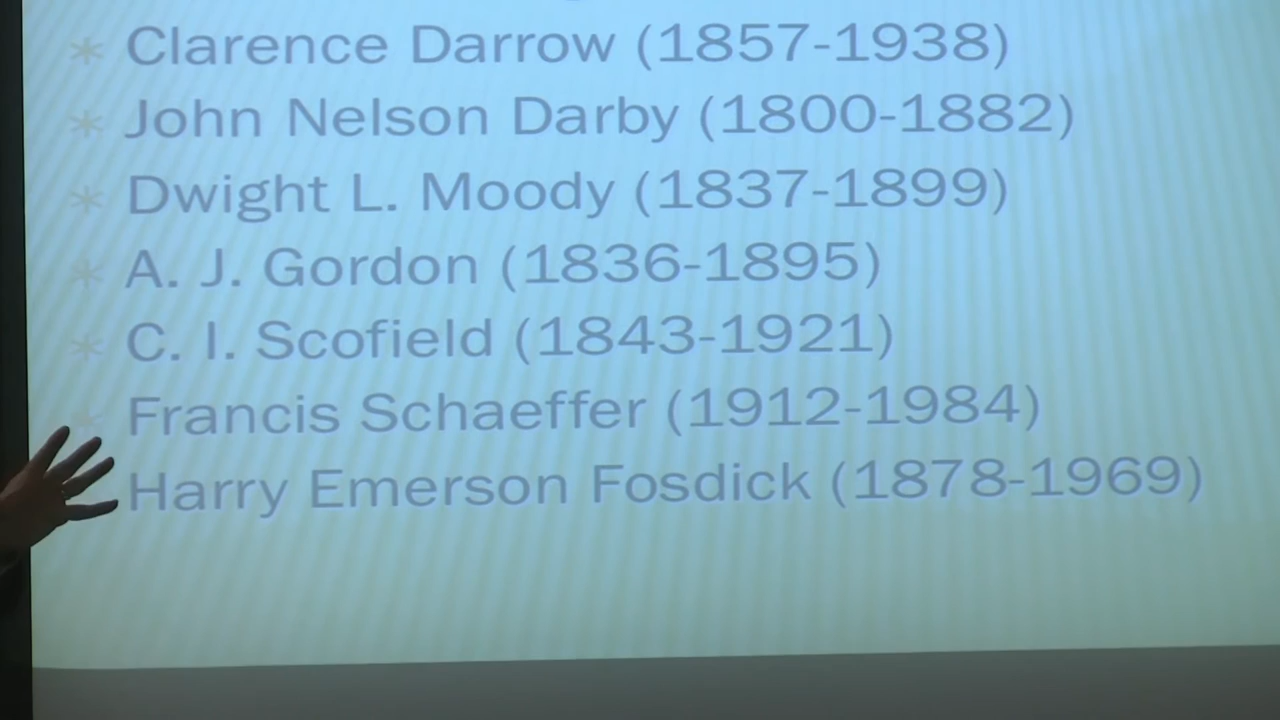 * Clarence Darrow (1857-1938)
* John Nelson Darby (1800-1882)
* Dwight L. Moody (1837-1899)
* A. J. Gordon (1836-1895)
* C. I. Scofield (1843-1921)
* Francis Schaeffer (1912-1984)
Harry Emerson Fosdick (1878-1969)